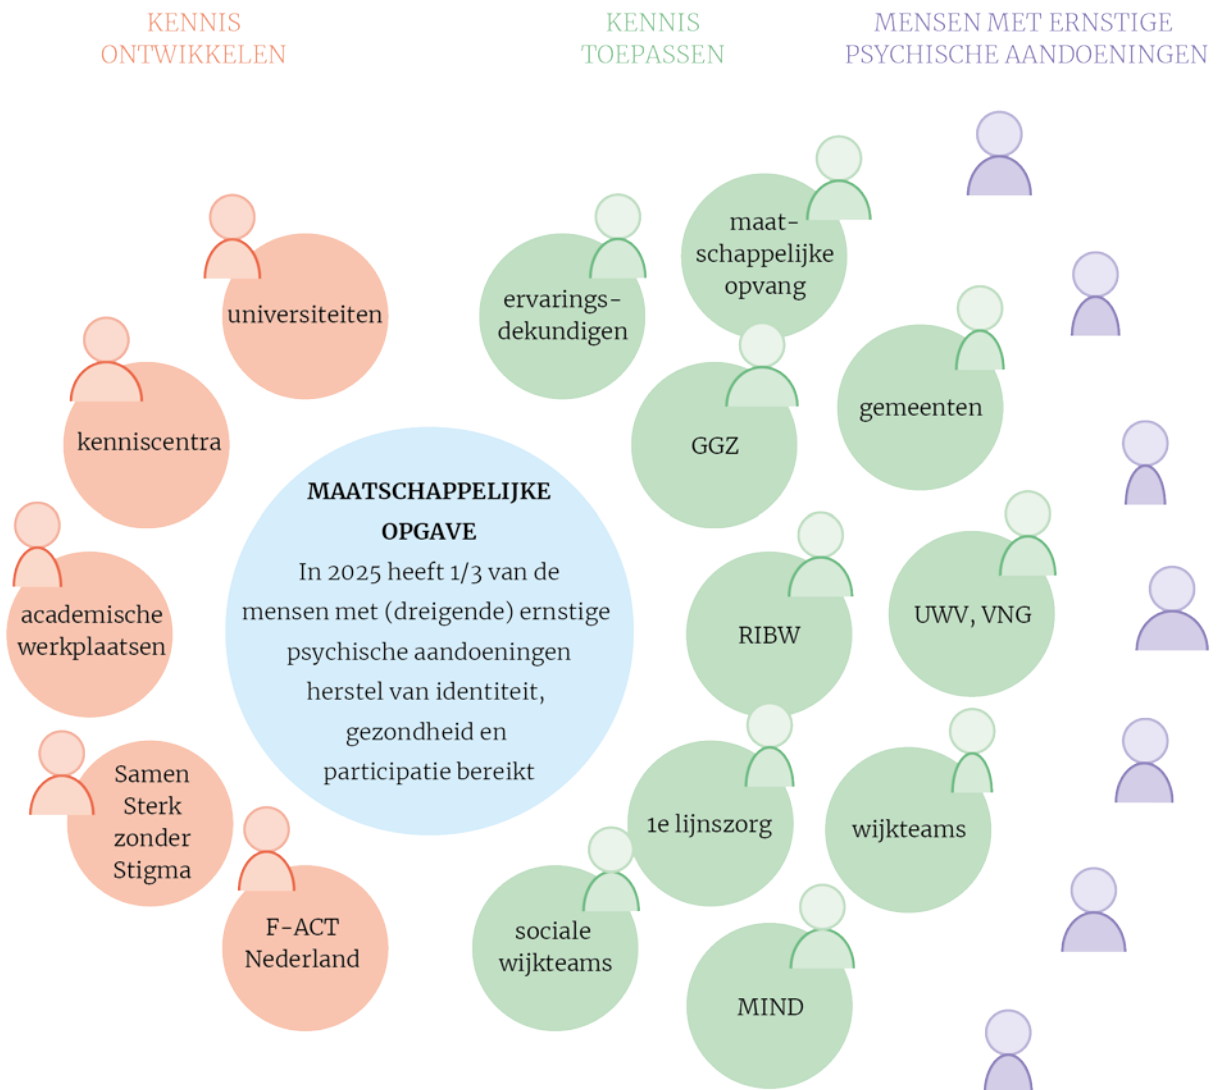 KENNIS
ONTWIKKELEN
KENNIS
TOEPASSEN
MENSEN MET ERNSTIGE
PSYCHISCHE AANDOENINGEN
universiteiten
kenniscentra
academische
werkplaatsen
Samen
Sterk
zonder
Stigma
F-ACT
Nederland
MAATSCHAPPELIJKE
OPGAVE
In 2025 heeft 1/3 van de
mensen met (dreigende) ernstige
psychische aandoeningen
herstel van identiteit,
gezondheid en
participatie bereikt
ervarings-
dekundigen
maat-
schappelijke
opvang
GGZ
gemeenten
RIBW
UWV, VNG
1e lijnszorg
wijkteams
sociale
wijkteams
MIND